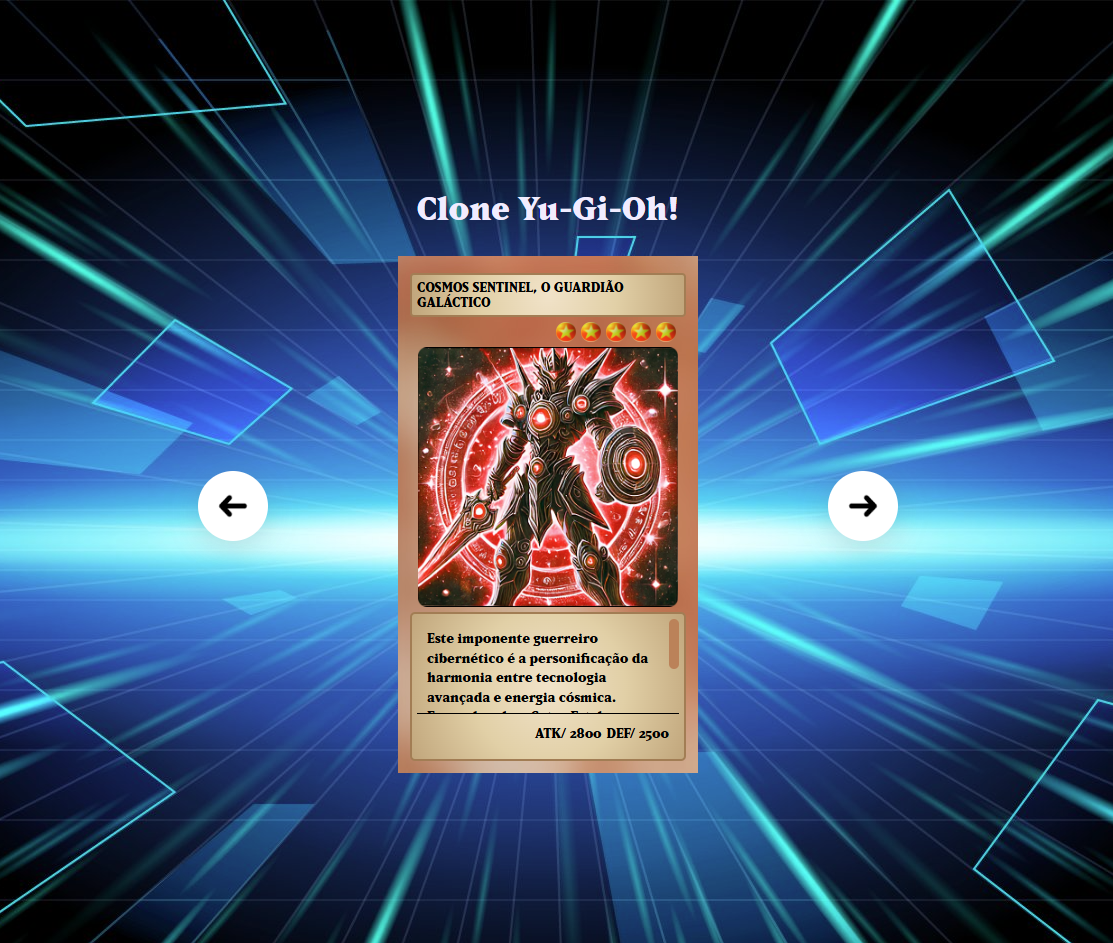 Clone Yu-Gi-Oh!
COSMOS SENTINEL, O GUARDIÃO
GALÁCTICO
Este imponente guerreiro
cibernético é a personificação da
harmonia entre tecnologia
avançada e energia cósmica.
ATK/ 2800 DEF/ 2500